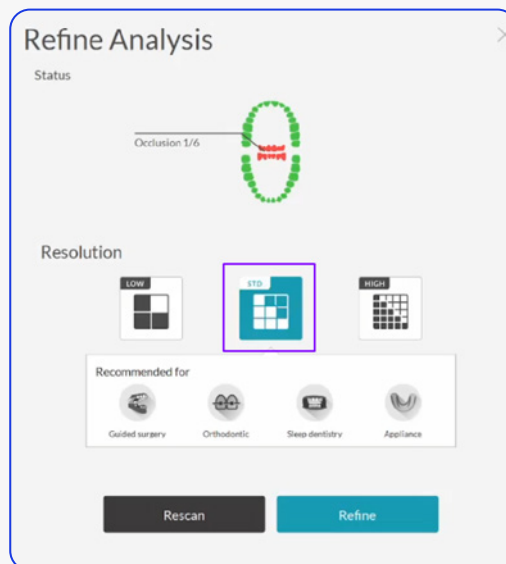 Refine Analysis
Status
Occlusion 1/6
Resolution
LOW STD HIGH
Recommended for
Guided surgery Orthodontic Sleep dentistry Appliance
Rescan Refine